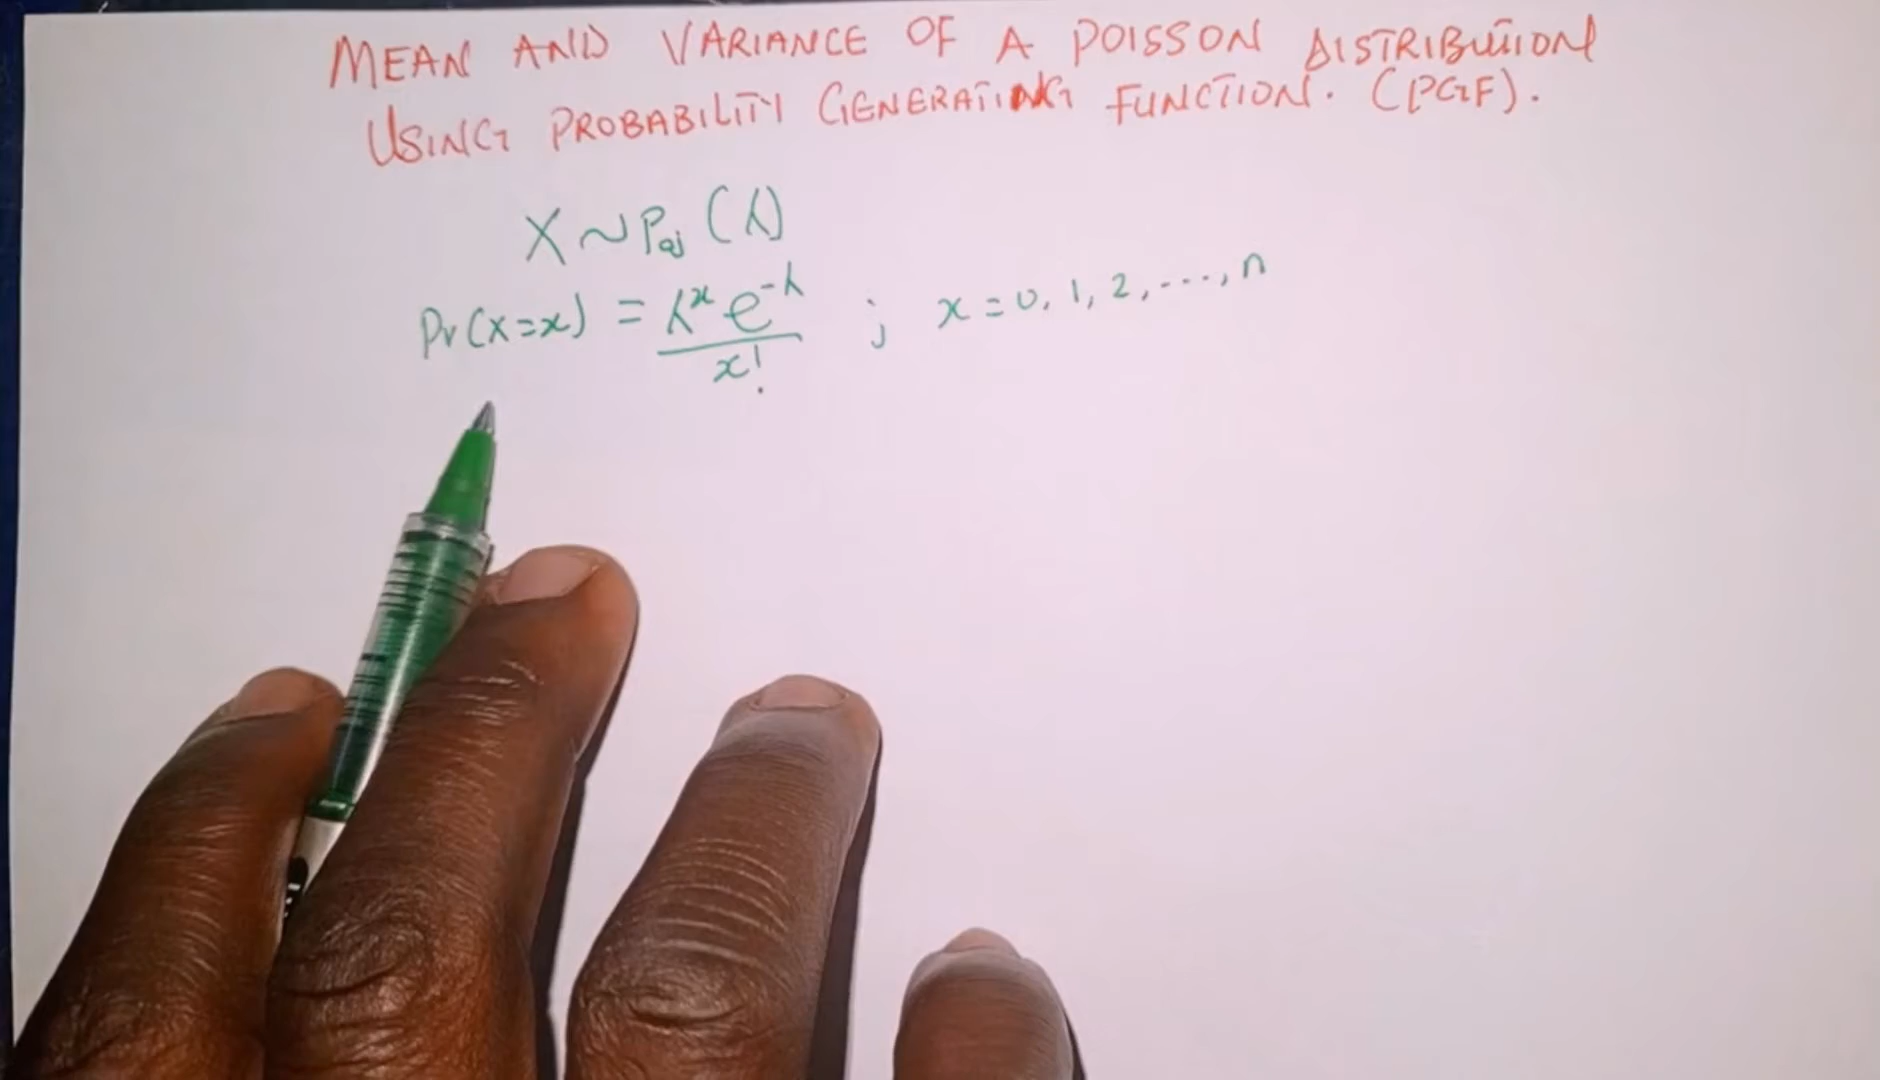 MEAN AND VARIANCE OF A POISSON DISTRIBUTION
USING PROBABILITY GENERATING FUNCTION. (PGF).
X ~ Poi (λ)
Pr(X=x) = λ^x e^-λ / x! ; x = 0, 1, 2, ..., n